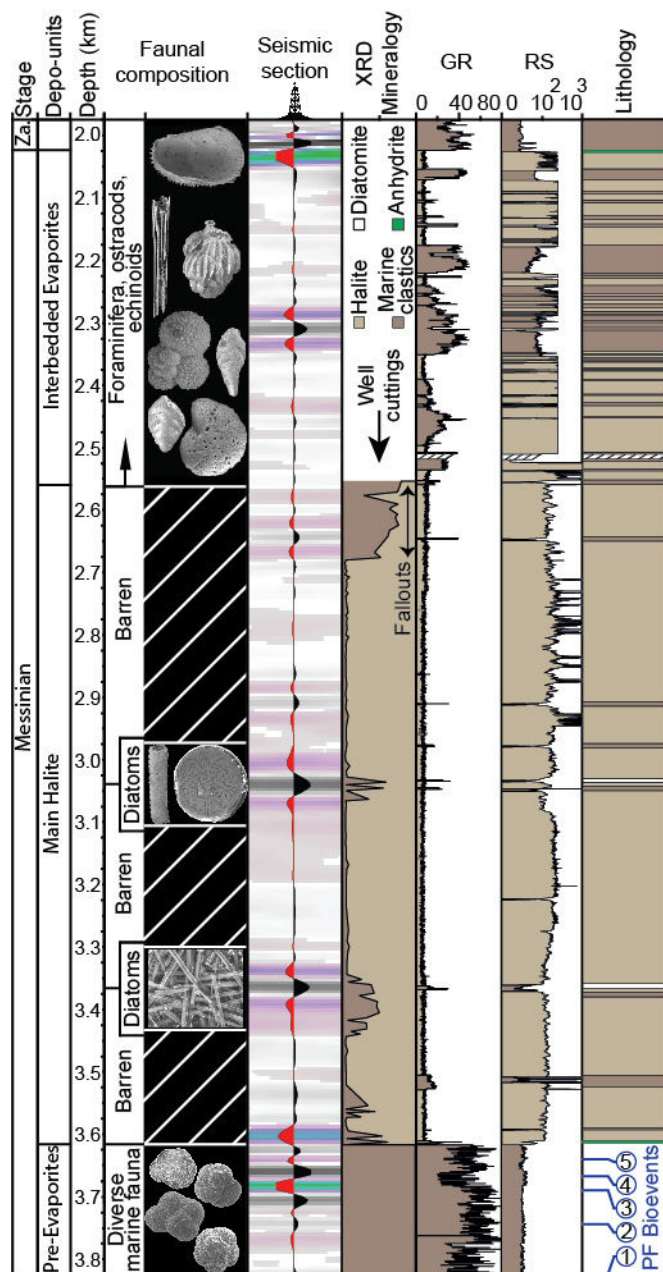 Stage
Depo-units
Depth (km)
Faunal
composition
Seismic
section
XRD
Mineralogy
GR
0 40 80
RS
0 10 2 10 3
Lithology
Za.
Messinian
Interbedded Evaporites
Main Halite
Pre-Evaporites
2.0
2.1
2.2
2.3
2.4
2.5
2.6
2.7
2.8
2.9
3.0
3.1
3.2
3.3
3.4
3.5
3.6
3.7
3.8
Foraminifera, ostracods,
echinoids
Barren
Diatoms
Barren
Diatoms
Barren
Diverse
marine fauna
Halite
Diatomite
Marine
clastics
Anhydrite
Well
cuttings
Fallouts
5
4
3
2
1
PF Bioevents